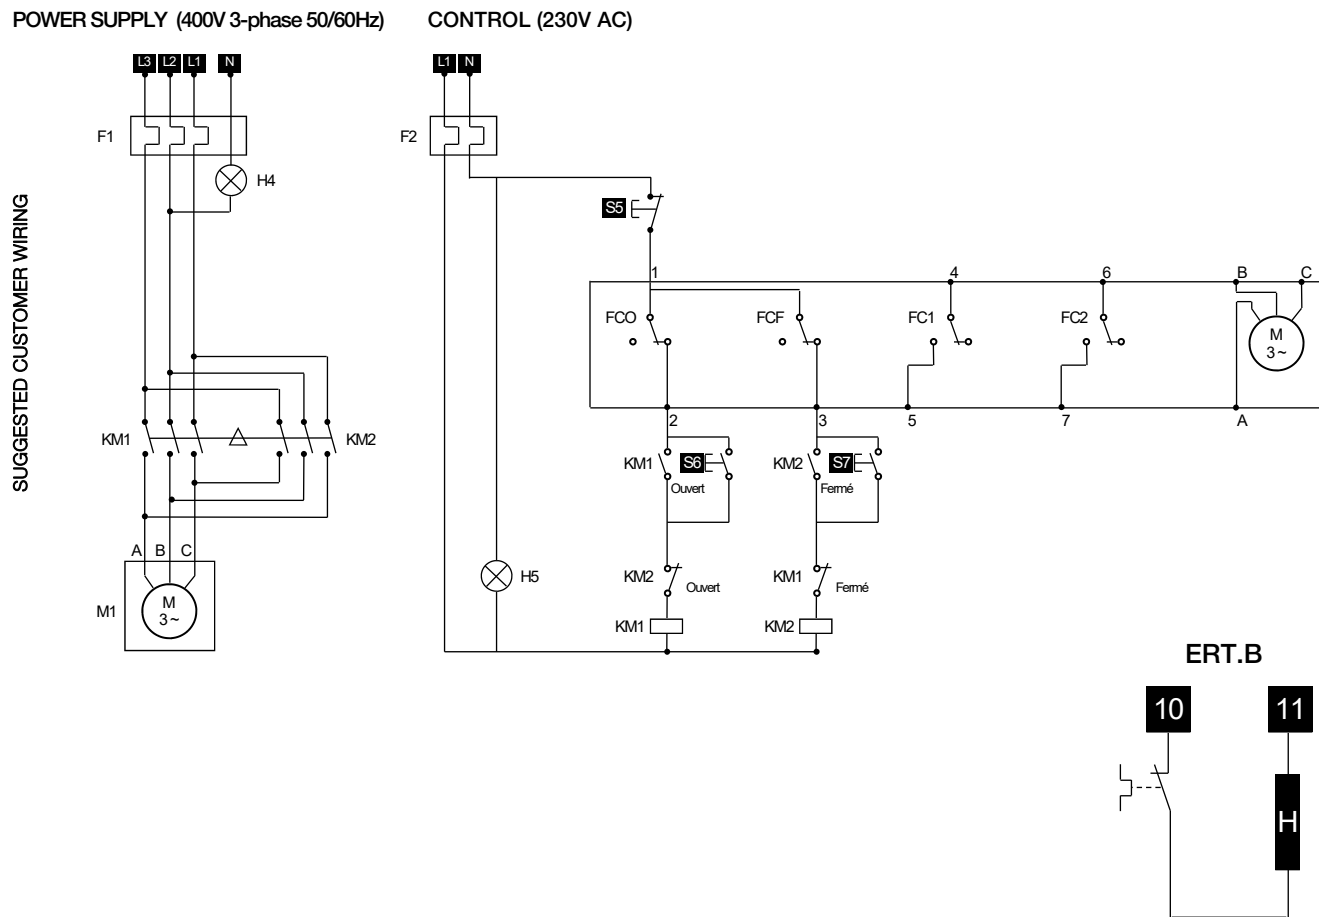 POWER SUPPLY (400V 3-phase 50/60Hz)
CONTROL (230V AC)
L3 L2 L1 N
L1 N
F1
F2
H4
S5
SUGGESTED CUSTOMER WIRING
1 4 6 B C
FCO FCF FC1 FC2
M
3~
2 3 5 7 A
KM1 KM2
KM1 S6
Ouvert
KM2 S7
Fermé
A B C
M1
M
3~
H5
KM2
Ouvert
KM1
Fermé
KM1
KM2
ERT.B
10 11
H